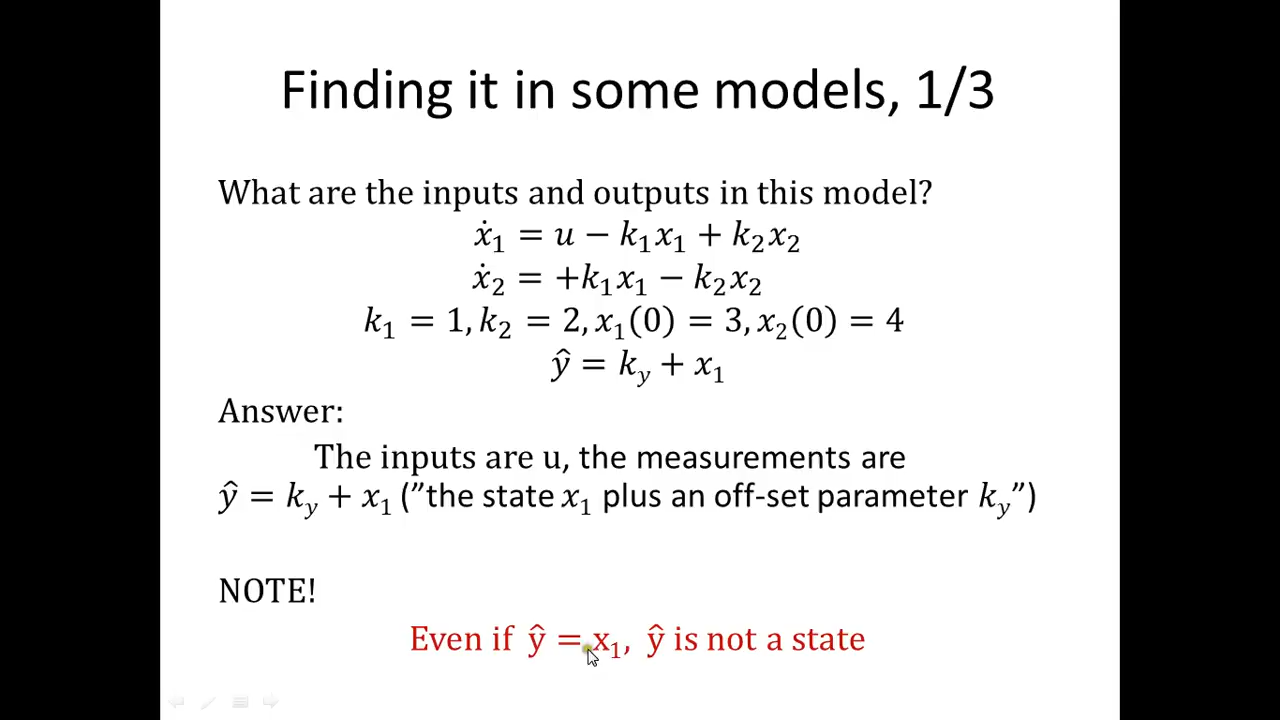 Finding it in some models, 1/3
What are the inputs and outputs in this model?
ẋ₁ = u − k₁x₁ + k₂x₂
ẋ₂ = +k₁x₁ − k₂x₂
k₁ = 1, k₂ = 2, x₁(0) = 3, x₂(0) = 4
ŷ = k_y + x₁
Answer:
The inputs are u, the measurements are
ŷ = k_y + x₁ (”the state x₁ plus an off-set parameter k_y”)
NOTE!
Even if ŷ = x₁, ŷ is not a state